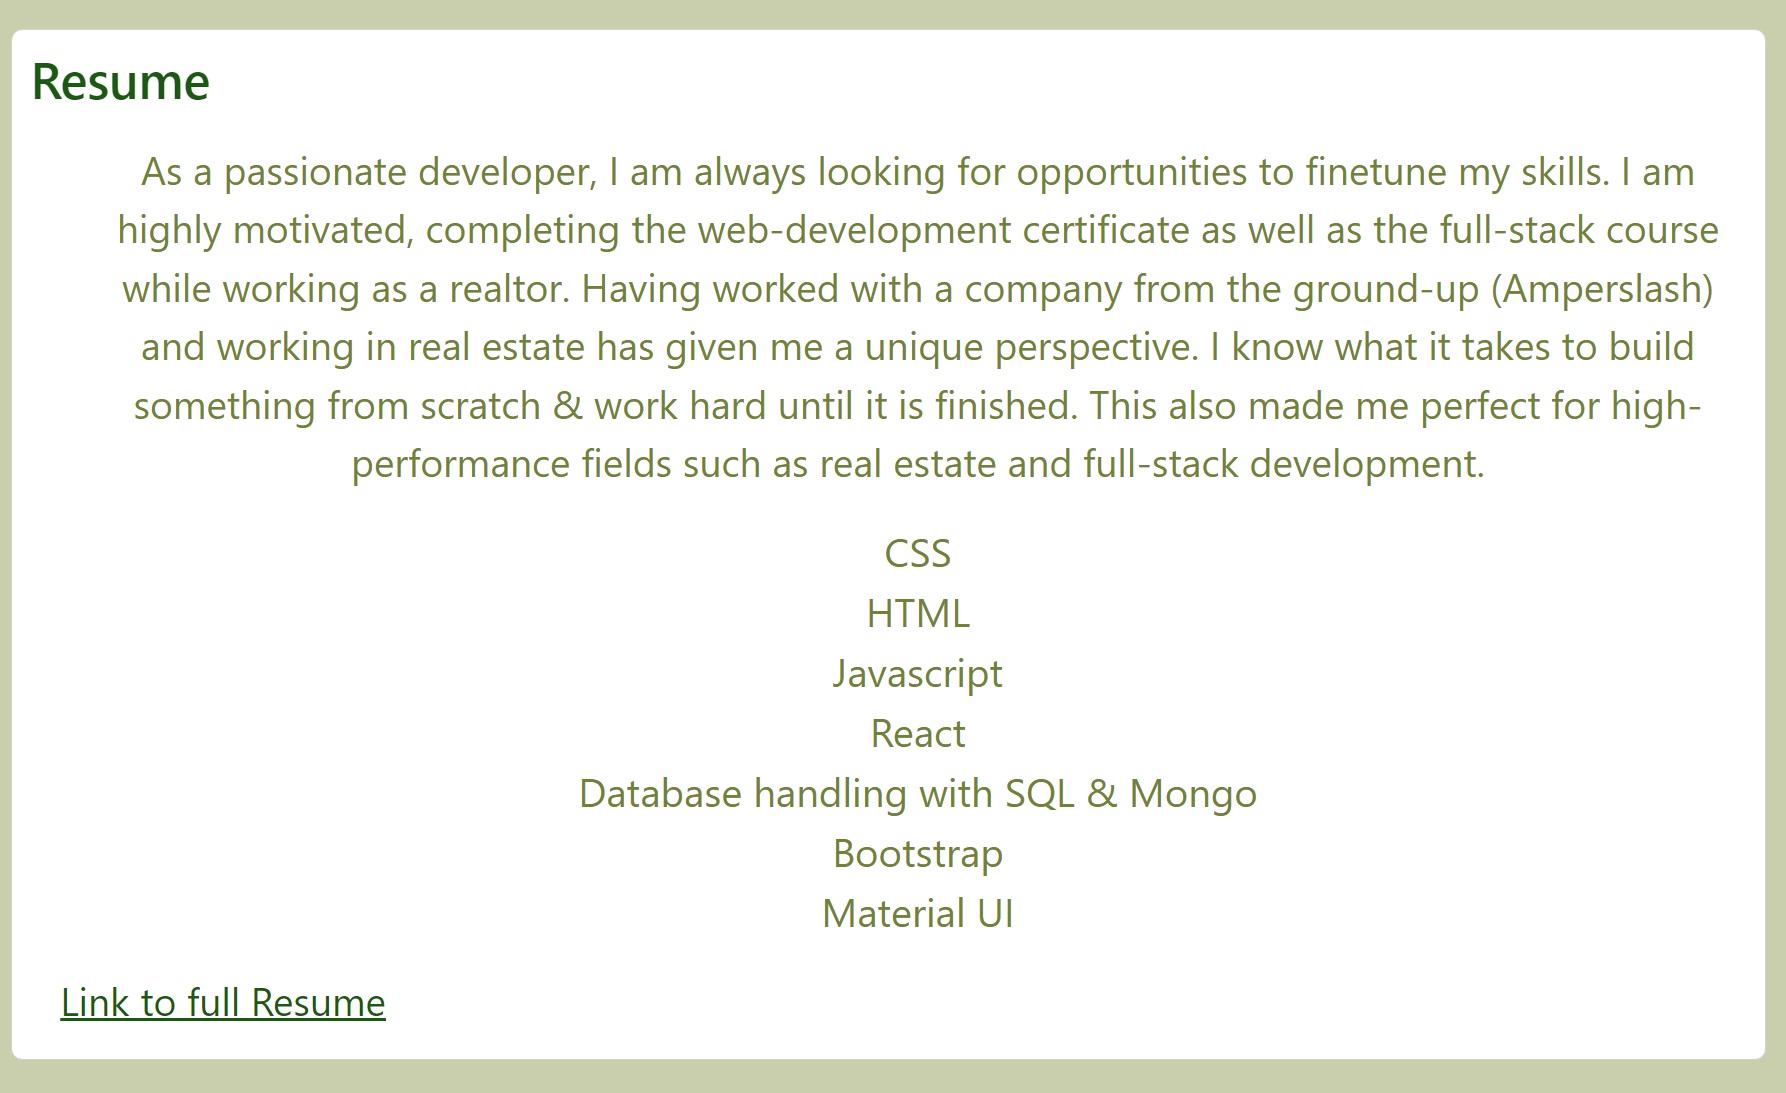 Resume
As a passionate developer, I am always looking for opportunities to finetune my skills. I am
highly motivated, completing the web-development certificate as well as the full-stack course
while working as a realtor. Having worked with a company from the ground-up (Amperslash)
and working in real estate has given me a unique perspective. I know what it takes to build
something from scratch & work hard until it is finished. This also made me perfect for high-
performance fields such as real estate and full-stack development.
CSS
HTML
Javascript
React
Database handling with SQL & Mongo
Bootstrap
Material UI
Link to full Resume